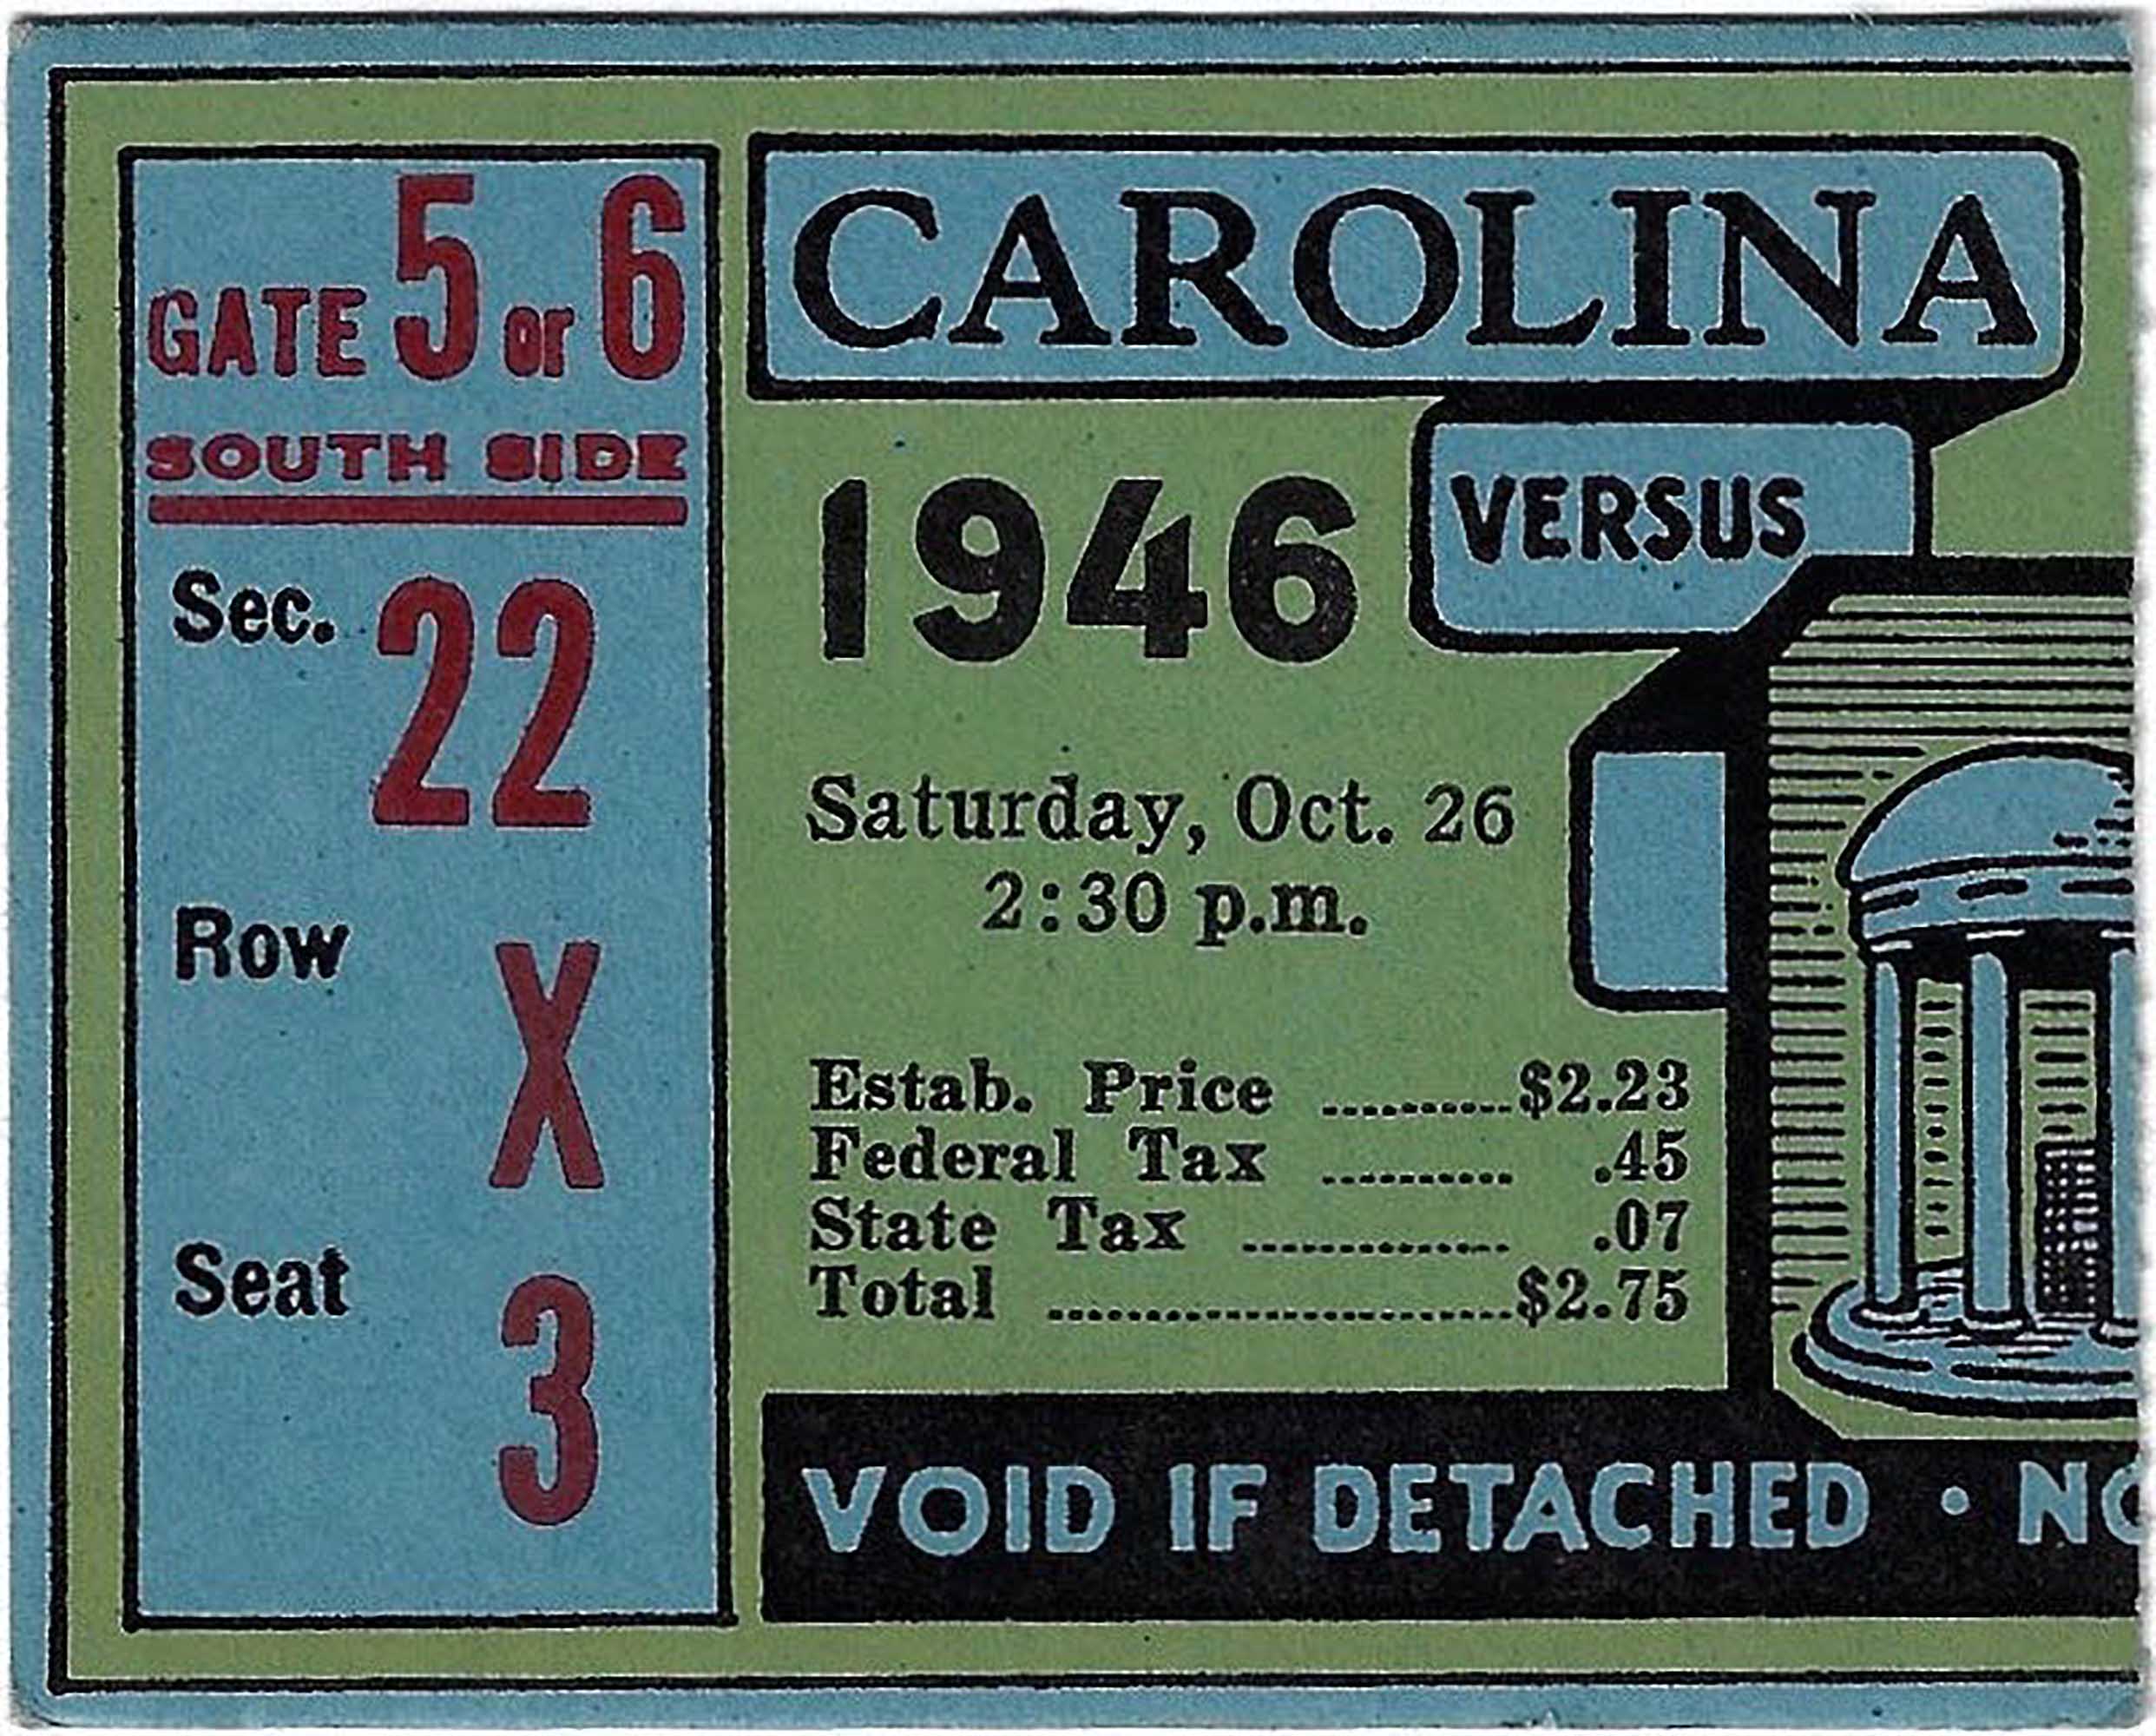 GATE 5 or 6
SOUTH SIDE
Sec. 22
Row X
Seat 3
CAROLINA
VERSUS
1946
Saturday, Oct. 26
2:30 p.m.
Estab. Price ..........$2.23
Federal Tax .......... .45
State Tax .............. .07
Total ........................$2.75
VOID IF DETACHED •